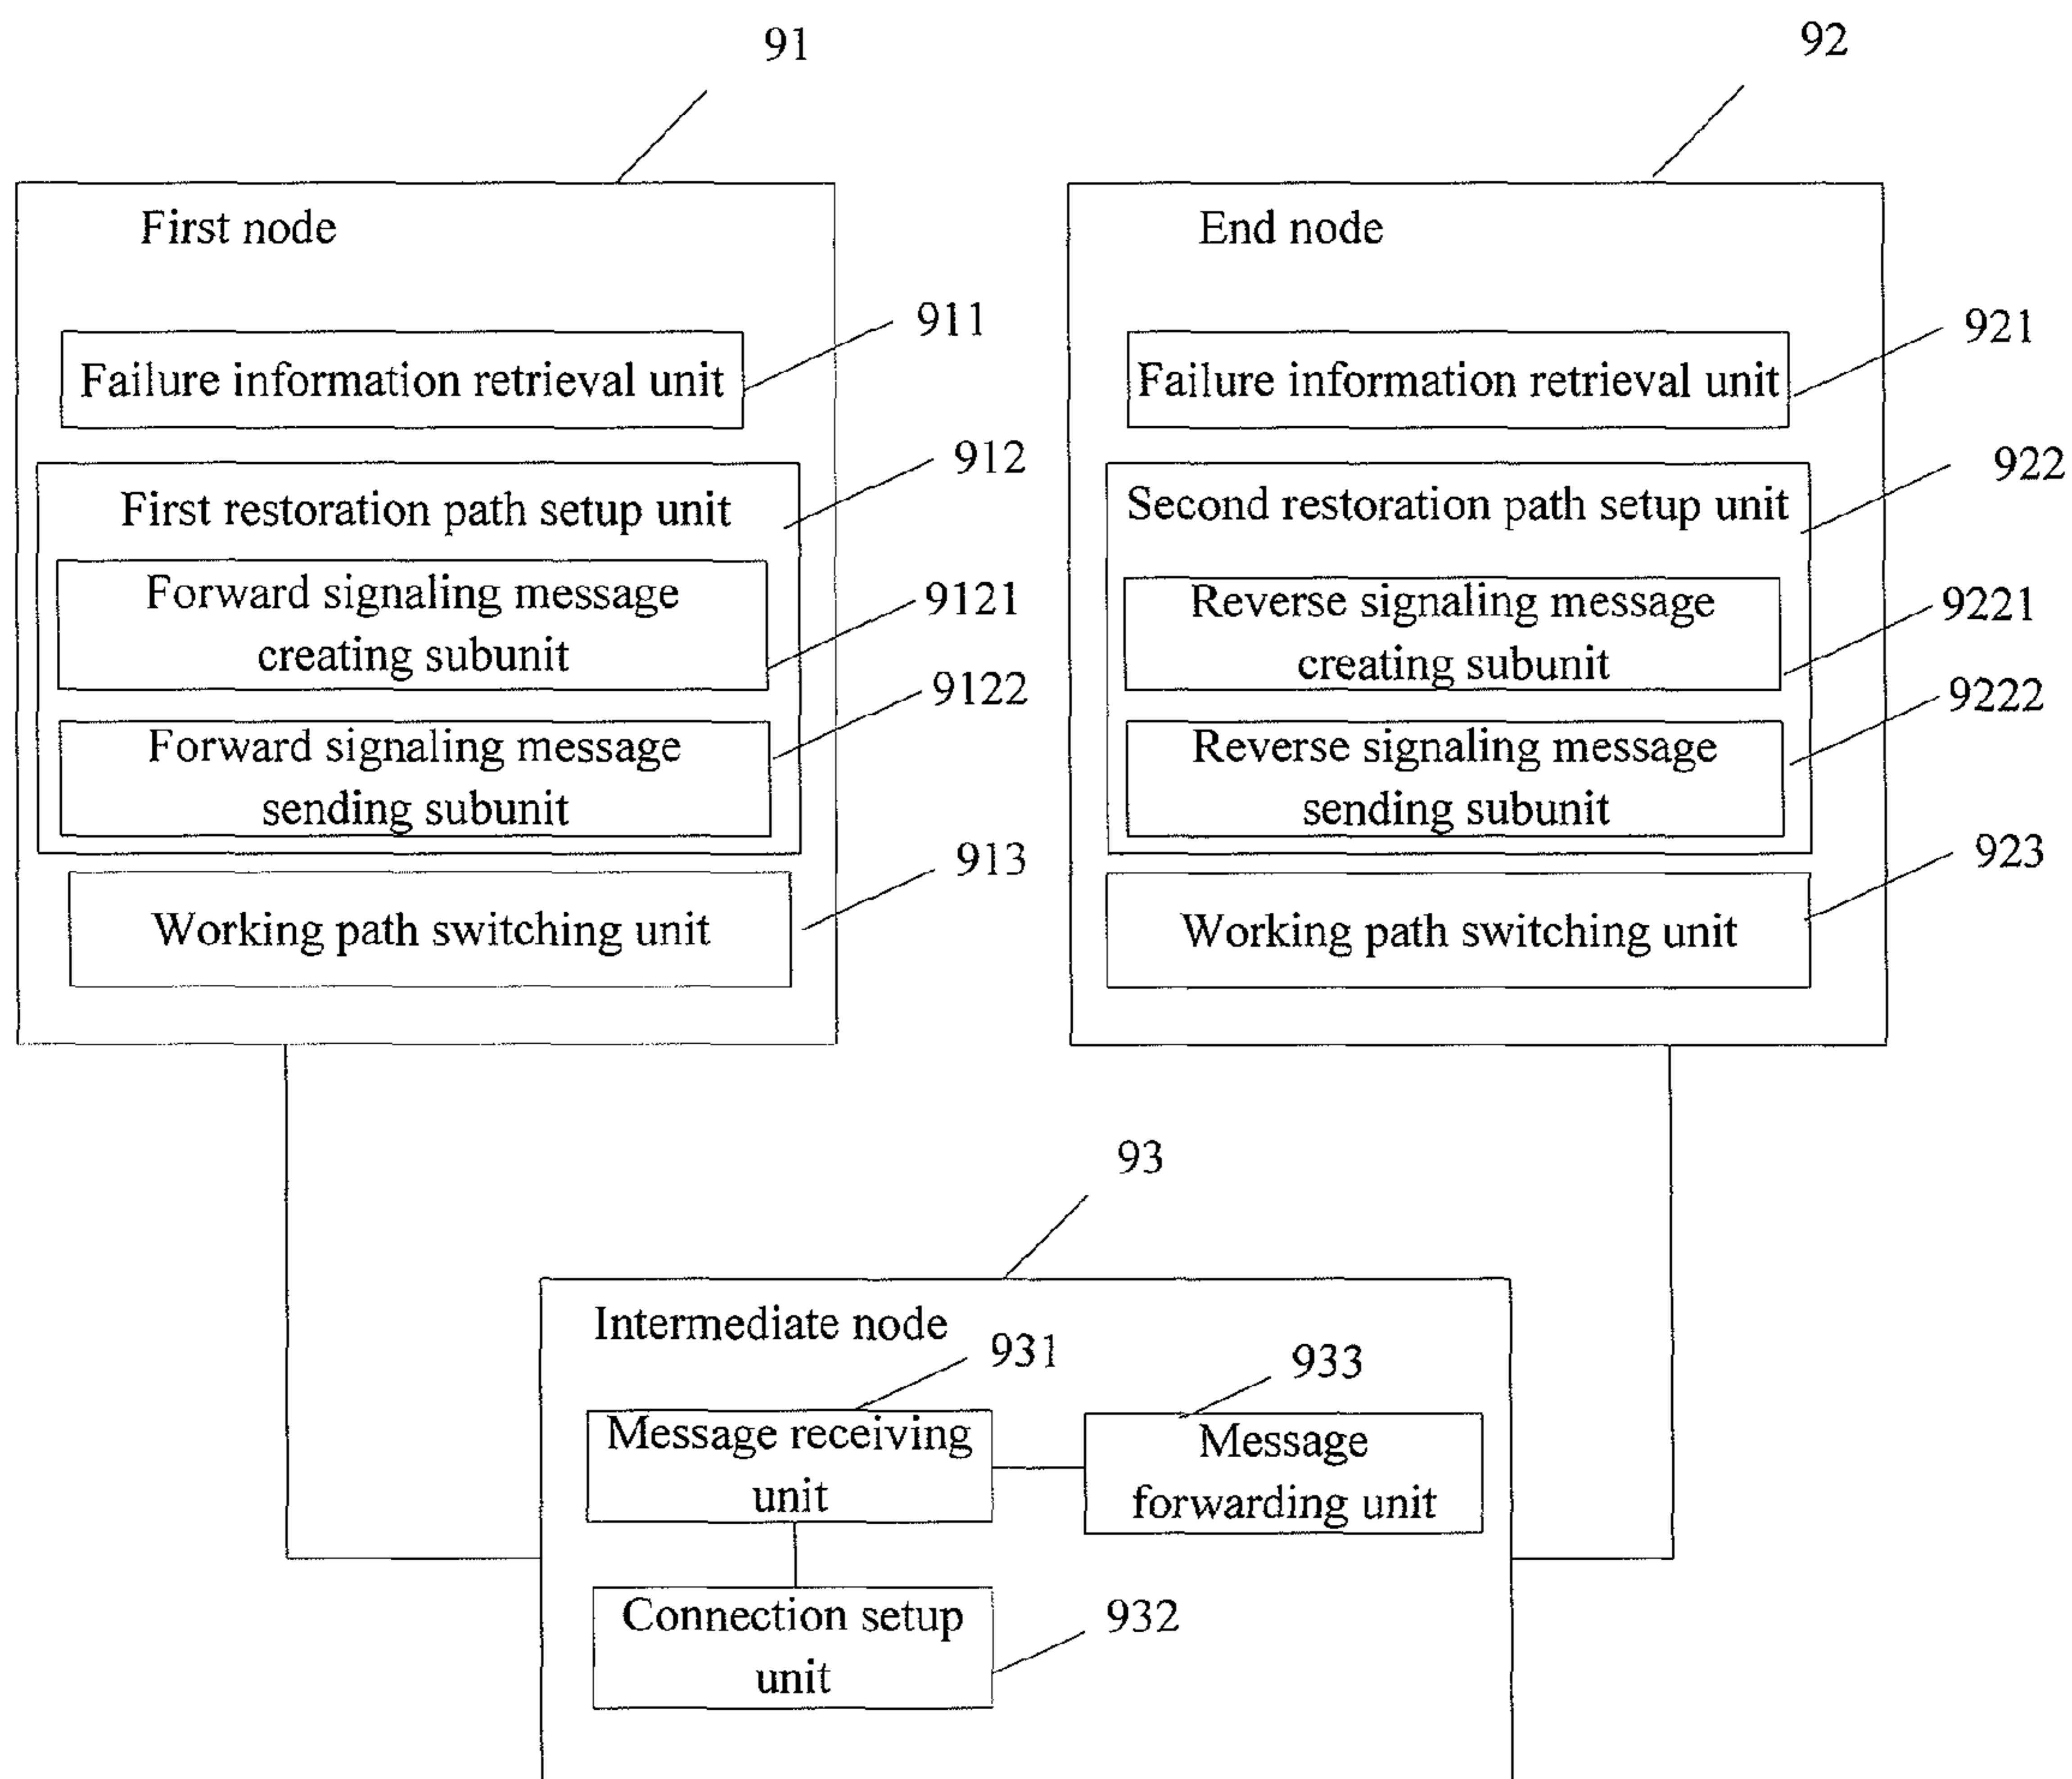 91
92
First node
End node
911
Failure information retrieval unit
921
Failure information retrieval unit
912
First restoration path setup unit
922
Second restoration path setup unit
Forward signaling message
creating subunit
9121
Reverse signaling message
creating subunit
9221
9122
Forward signaling message
sending subunit
9222
Reverse signaling message
sending subunit
913
Working path switching unit
923
Working path switching unit
93
Intermediate node
931
933
Message receiving
unit
Message
forwarding unit
Connection setup
unit
932